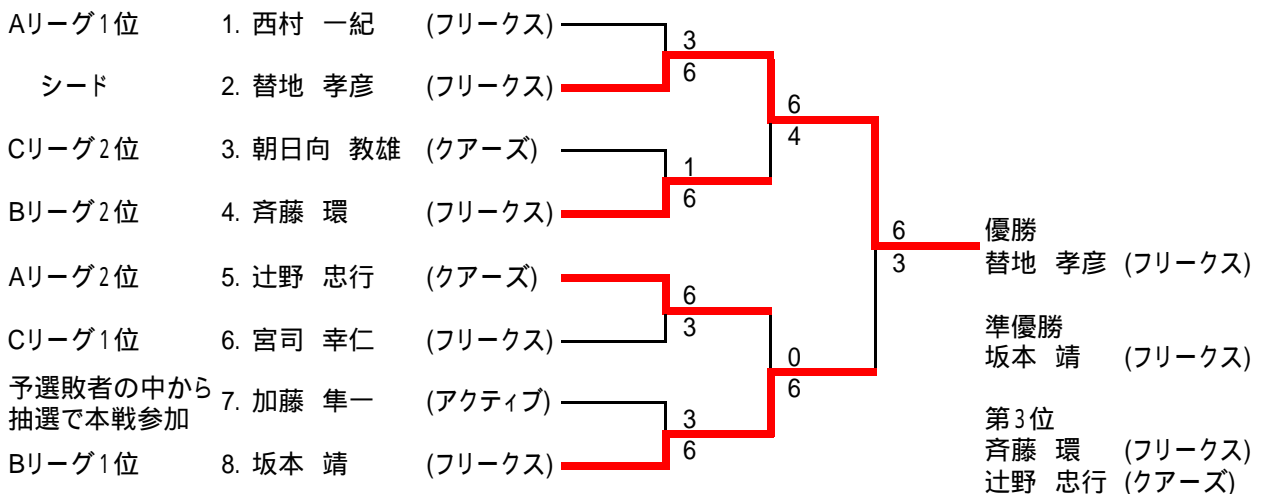 Aリーグ1位 1. 西村 一紀 (フリークス)
3
6
シード 2. 替地 孝彦 (フリークス)
6
4
Cリーグ2位 3. 朝日向 教雄 (クアーズ)
1
6
Bリーグ2位 4. 斉藤 環 (フリークス)
6
3
優勝
替地 孝彦 (フリークス)
Aリーグ2位 5. 辻野 忠行 (クアーズ)
6
3
Cリーグ1位 6. 宮司 幸仁 (フリークス)
準優勝
坂本 靖 (フリークス)
0
6
予選敗者の中から
抽選で本戦参加 7. 加藤 隼一 (アクティブ)
3
6
Bリーグ1位 8. 坂本 靖 (フリークス)
第3位
斉藤 環 (フリークス)
辻野 忠行 (クアーズ)